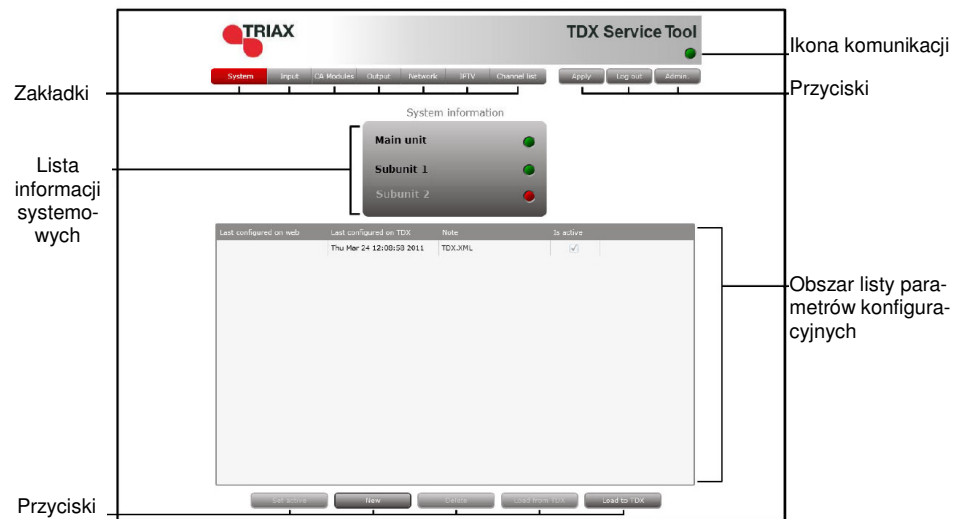 TRIAX
TDX Service Tool
Ikona komunikacji
System Input CA Modules Output Network IPTV Channel list Apply Log out Admin
Zakładki
Przyciski
System information
Main unit
Subunit 1
Subunit 2
Lista
informacji
systemo-
wych
Last configured on web Last configured on TDX Note Is active
Thu Mar 24 12:08:58 2011 TDX.XML
Obszar listy para-
metrów konfigura-
cyjnych
Przyciski
Set active New Delete Load from TDX Load to TDX